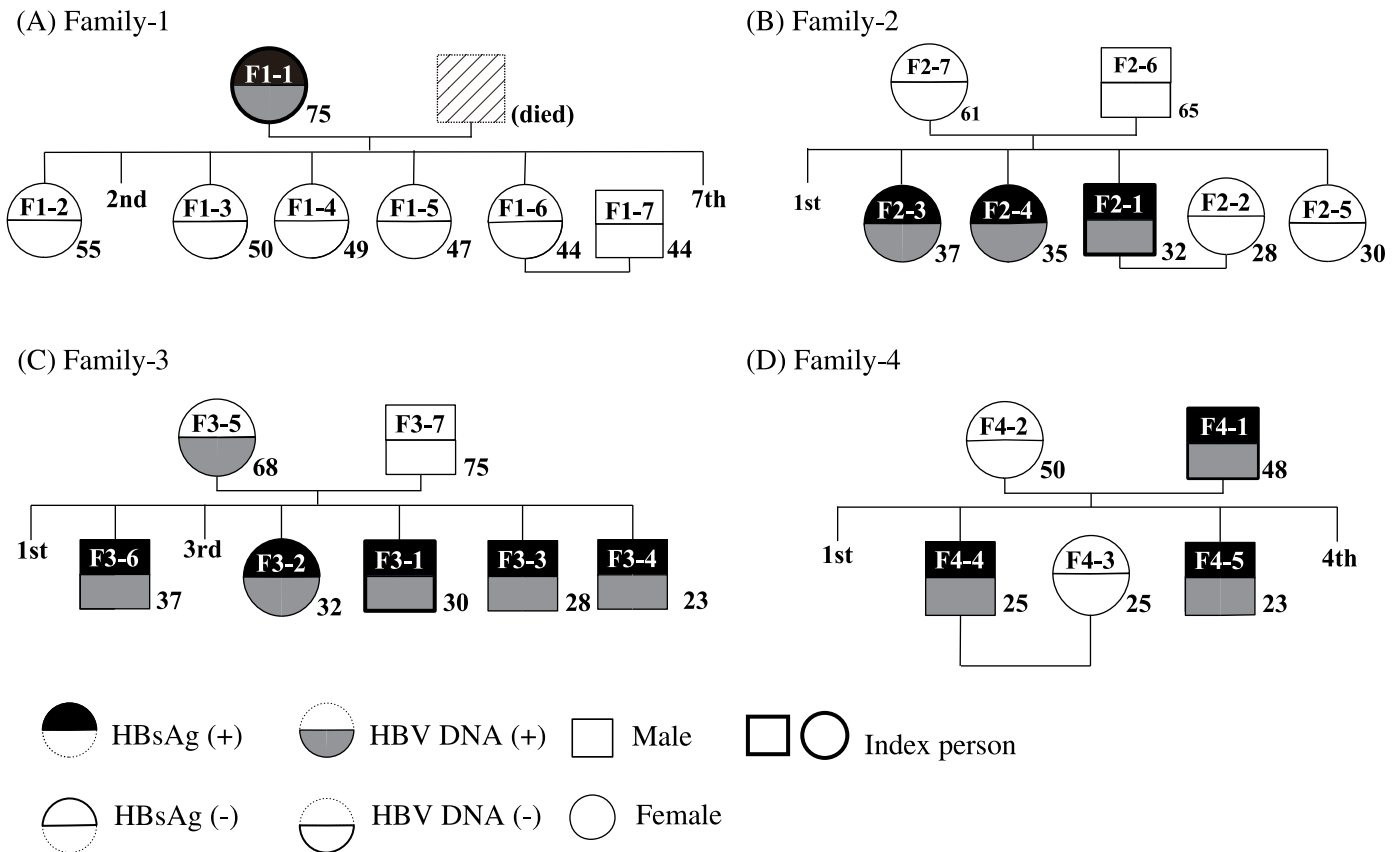 (A) Family-1
F1-1
75
(died)
F1-2
55
2nd
F1-3
50
F1-4
49
F1-5
47
F1-6
44
F1-7
44
7th
(B) Family-2
F2-7
61
F2-6
65
1st
F2-3
37
F2-4
35
F2-1
32
F2-2
28
F2-5
30
(C) Family-3
F3-5
68
F3-7
75
1st
F3-6
37
3rd
F3-2
32
F3-1
30
F3-3
28
F3-4
23
(D) Family-4
F4-2
50
F4-1
48
1st
F4-4
25
F4-3
25
F4-5
23
4th
HBsAg (+)
HBV DNA (+)
Male
Index person
HBsAg (-)
HBV DNA (-)
Female